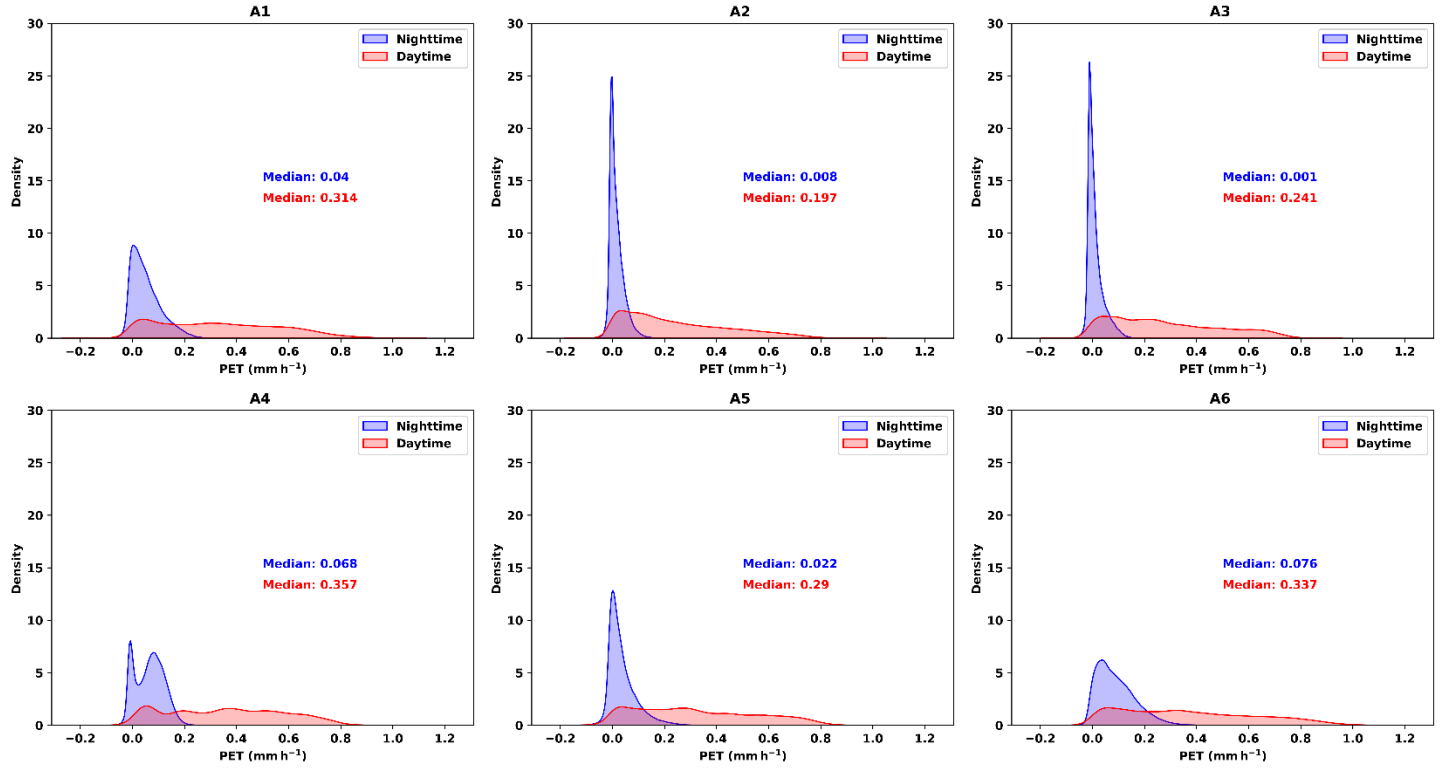 A1
30
25
20
15
10
5
0
Density
Nighttime
Daytime
Median: 0.04
Median: 0.314
−0.2 0.0 0.2 0.4 0.6 0.8 1.0 1.2
PET (mm h⁻¹)
A2
30
25
20
15
10
5
0
Density
Nighttime
Daytime
Median: 0.008
Median: 0.197
−0.2 0.0 0.2 0.4 0.6 0.8 1.0 1.2
PET (mm h⁻¹)
A3
30
25
20
15
10
5
0
Density
Nighttime
Daytime
Median: 0.001
Median: 0.241
−0.2 0.0 0.2 0.4 0.6 0.8 1.0 1.2
PET (mm h⁻¹)
A4
30
25
20
15
10
5
0
Density
Nighttime
Daytime
Median: 0.068
Median: 0.357
−0.2 0.0 0.2 0.4 0.6 0.8 1.0 1.2
PET (mm h⁻¹)
A5
30
25
20
15
10
5
0
Density
Nighttime
Daytime
Median: 0.022
Median: 0.29
−0.2 0.0 0.2 0.4 0.6 0.8 1.0 1.2
PET (mm h⁻¹)
A6
30
25
20
15
10
5
0
Density
Nighttime
Daytime
Median: 0.076
Median: 0.337
−0.2 0.0 0.2 0.4 0.6 0.8 1.0 1.2
PET (mm h⁻¹)